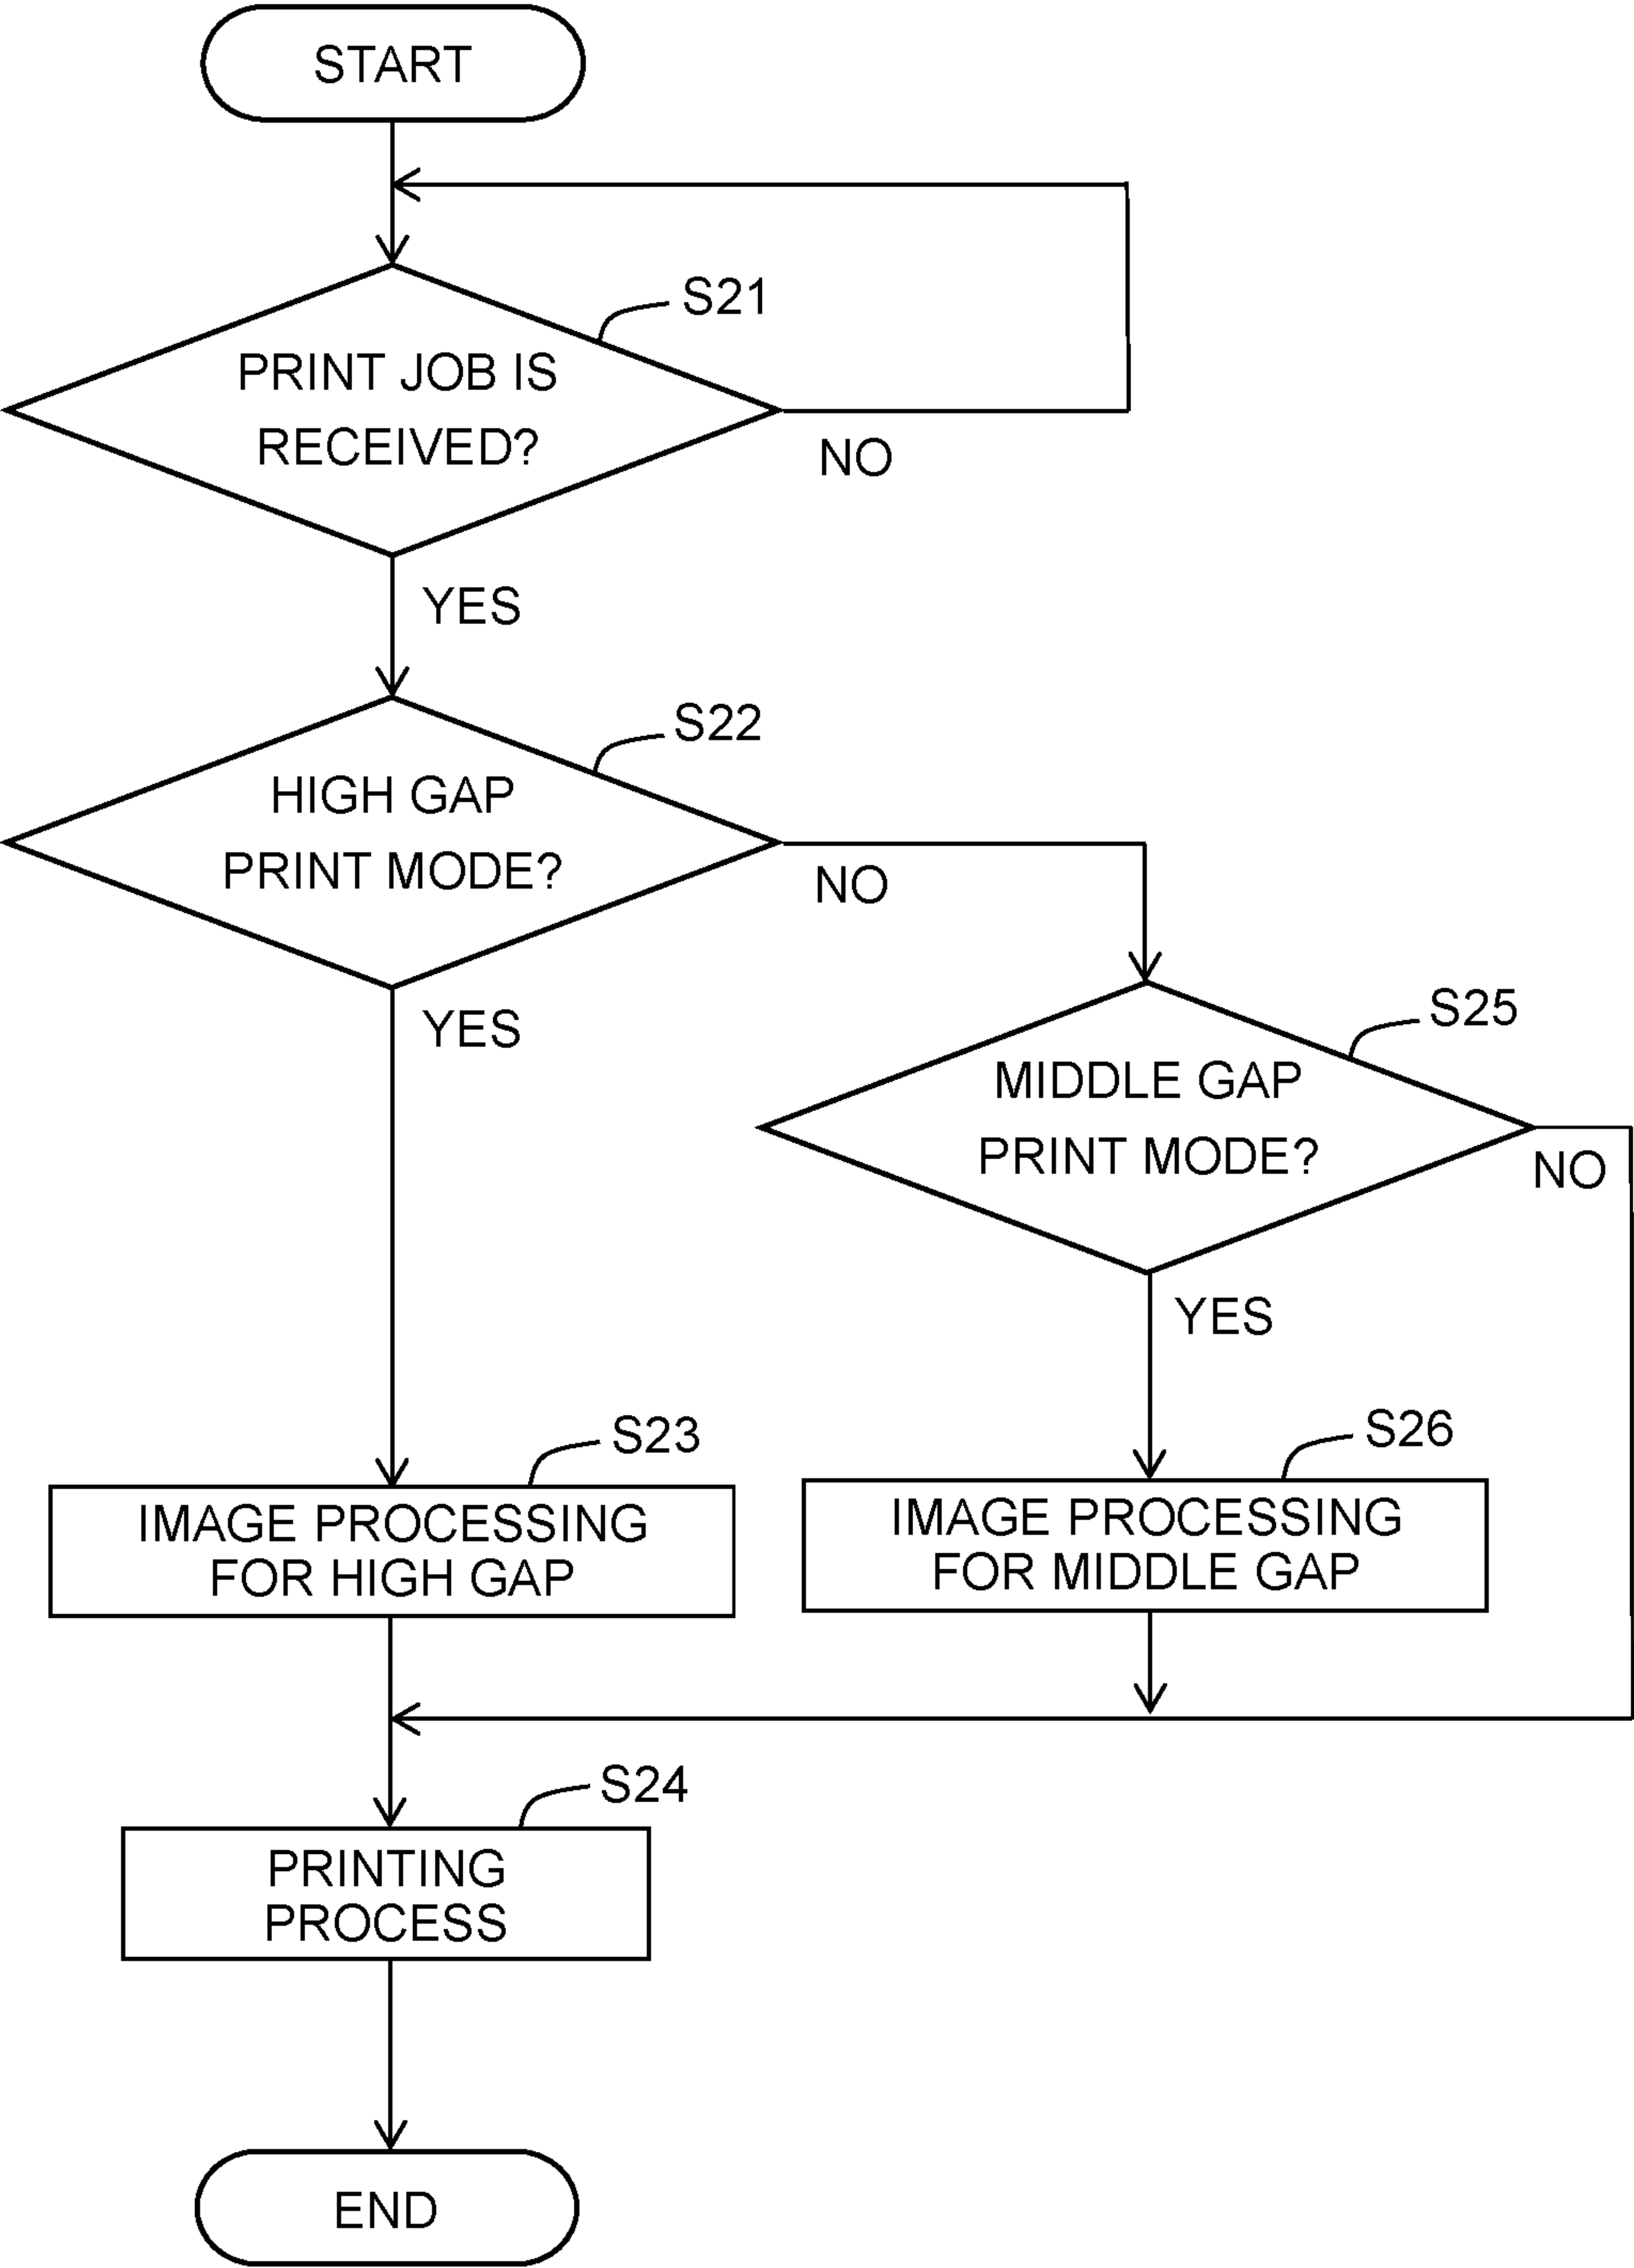 START
S21
PRINT JOB IS
RECEIVED?
NO
YES
S22
HIGH GAP
PRINT MODE?
NO
YES
S25
MIDDLE GAP
PRINT MODE?
NO
YES
S23
IMAGE PROCESSING
FOR HIGH GAP
S26
IMAGE PROCESSING
FOR MIDDLE GAP
S24
PRINTING
PROCESS
END